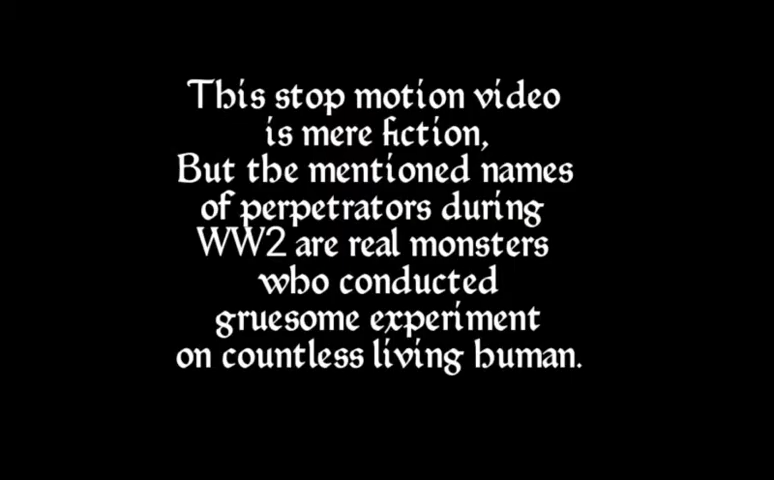 This stop motion video
is mere fiction,
But the mentioned names
of perpetrators during
WW2 are real monsters
who conducted
gruesome experiment
on countless living human.